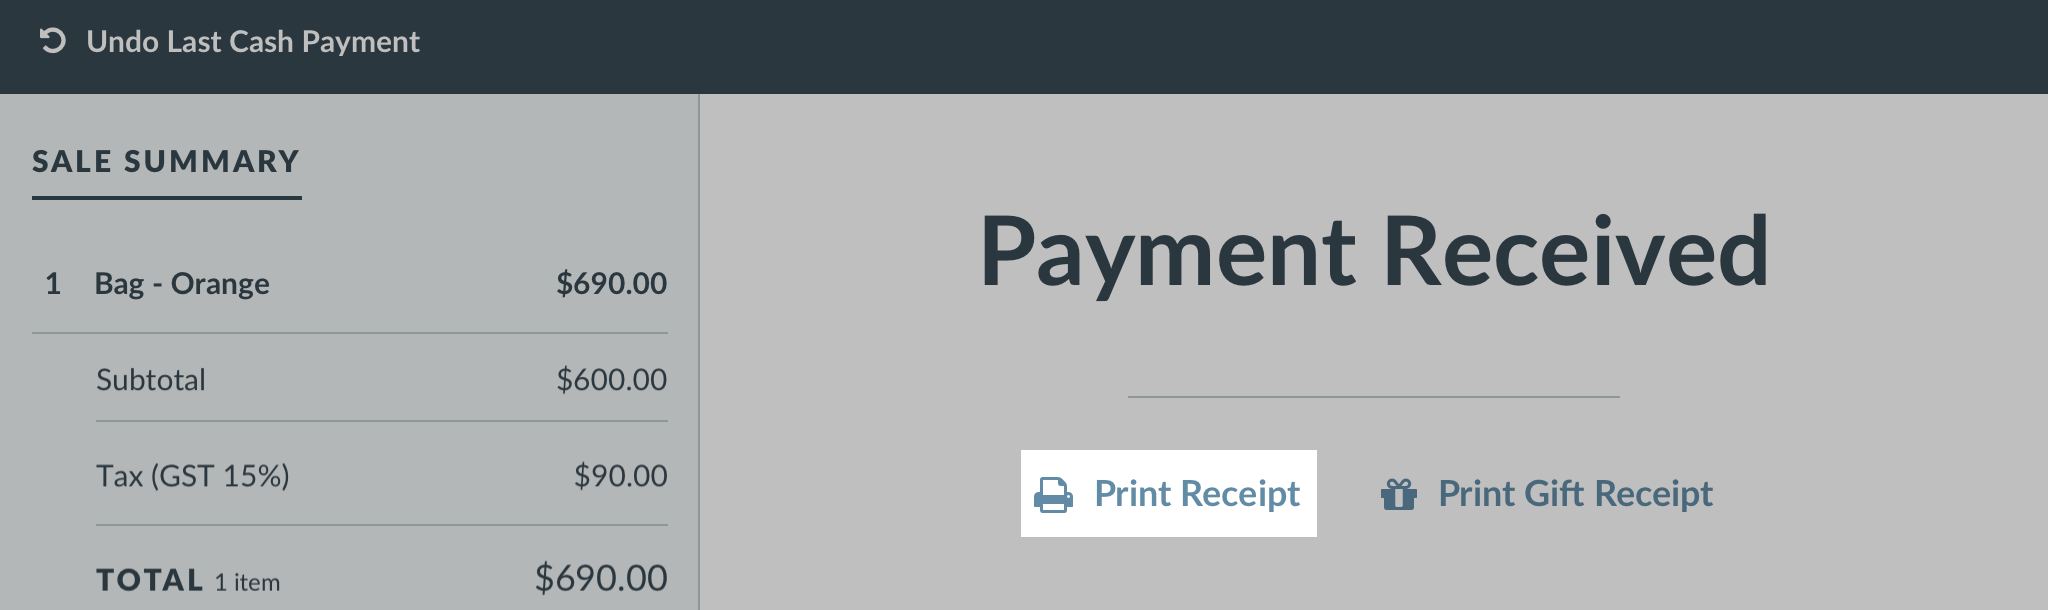 Undo Last Cash Payment
SALE SUMMARY
1 Bag - Orange $690.00
Subtotal $600.00
Tax (GST 15%) $90.00
TOTAL 1 item $690.00
Payment Received
Print Receipt Print Gift Receipt